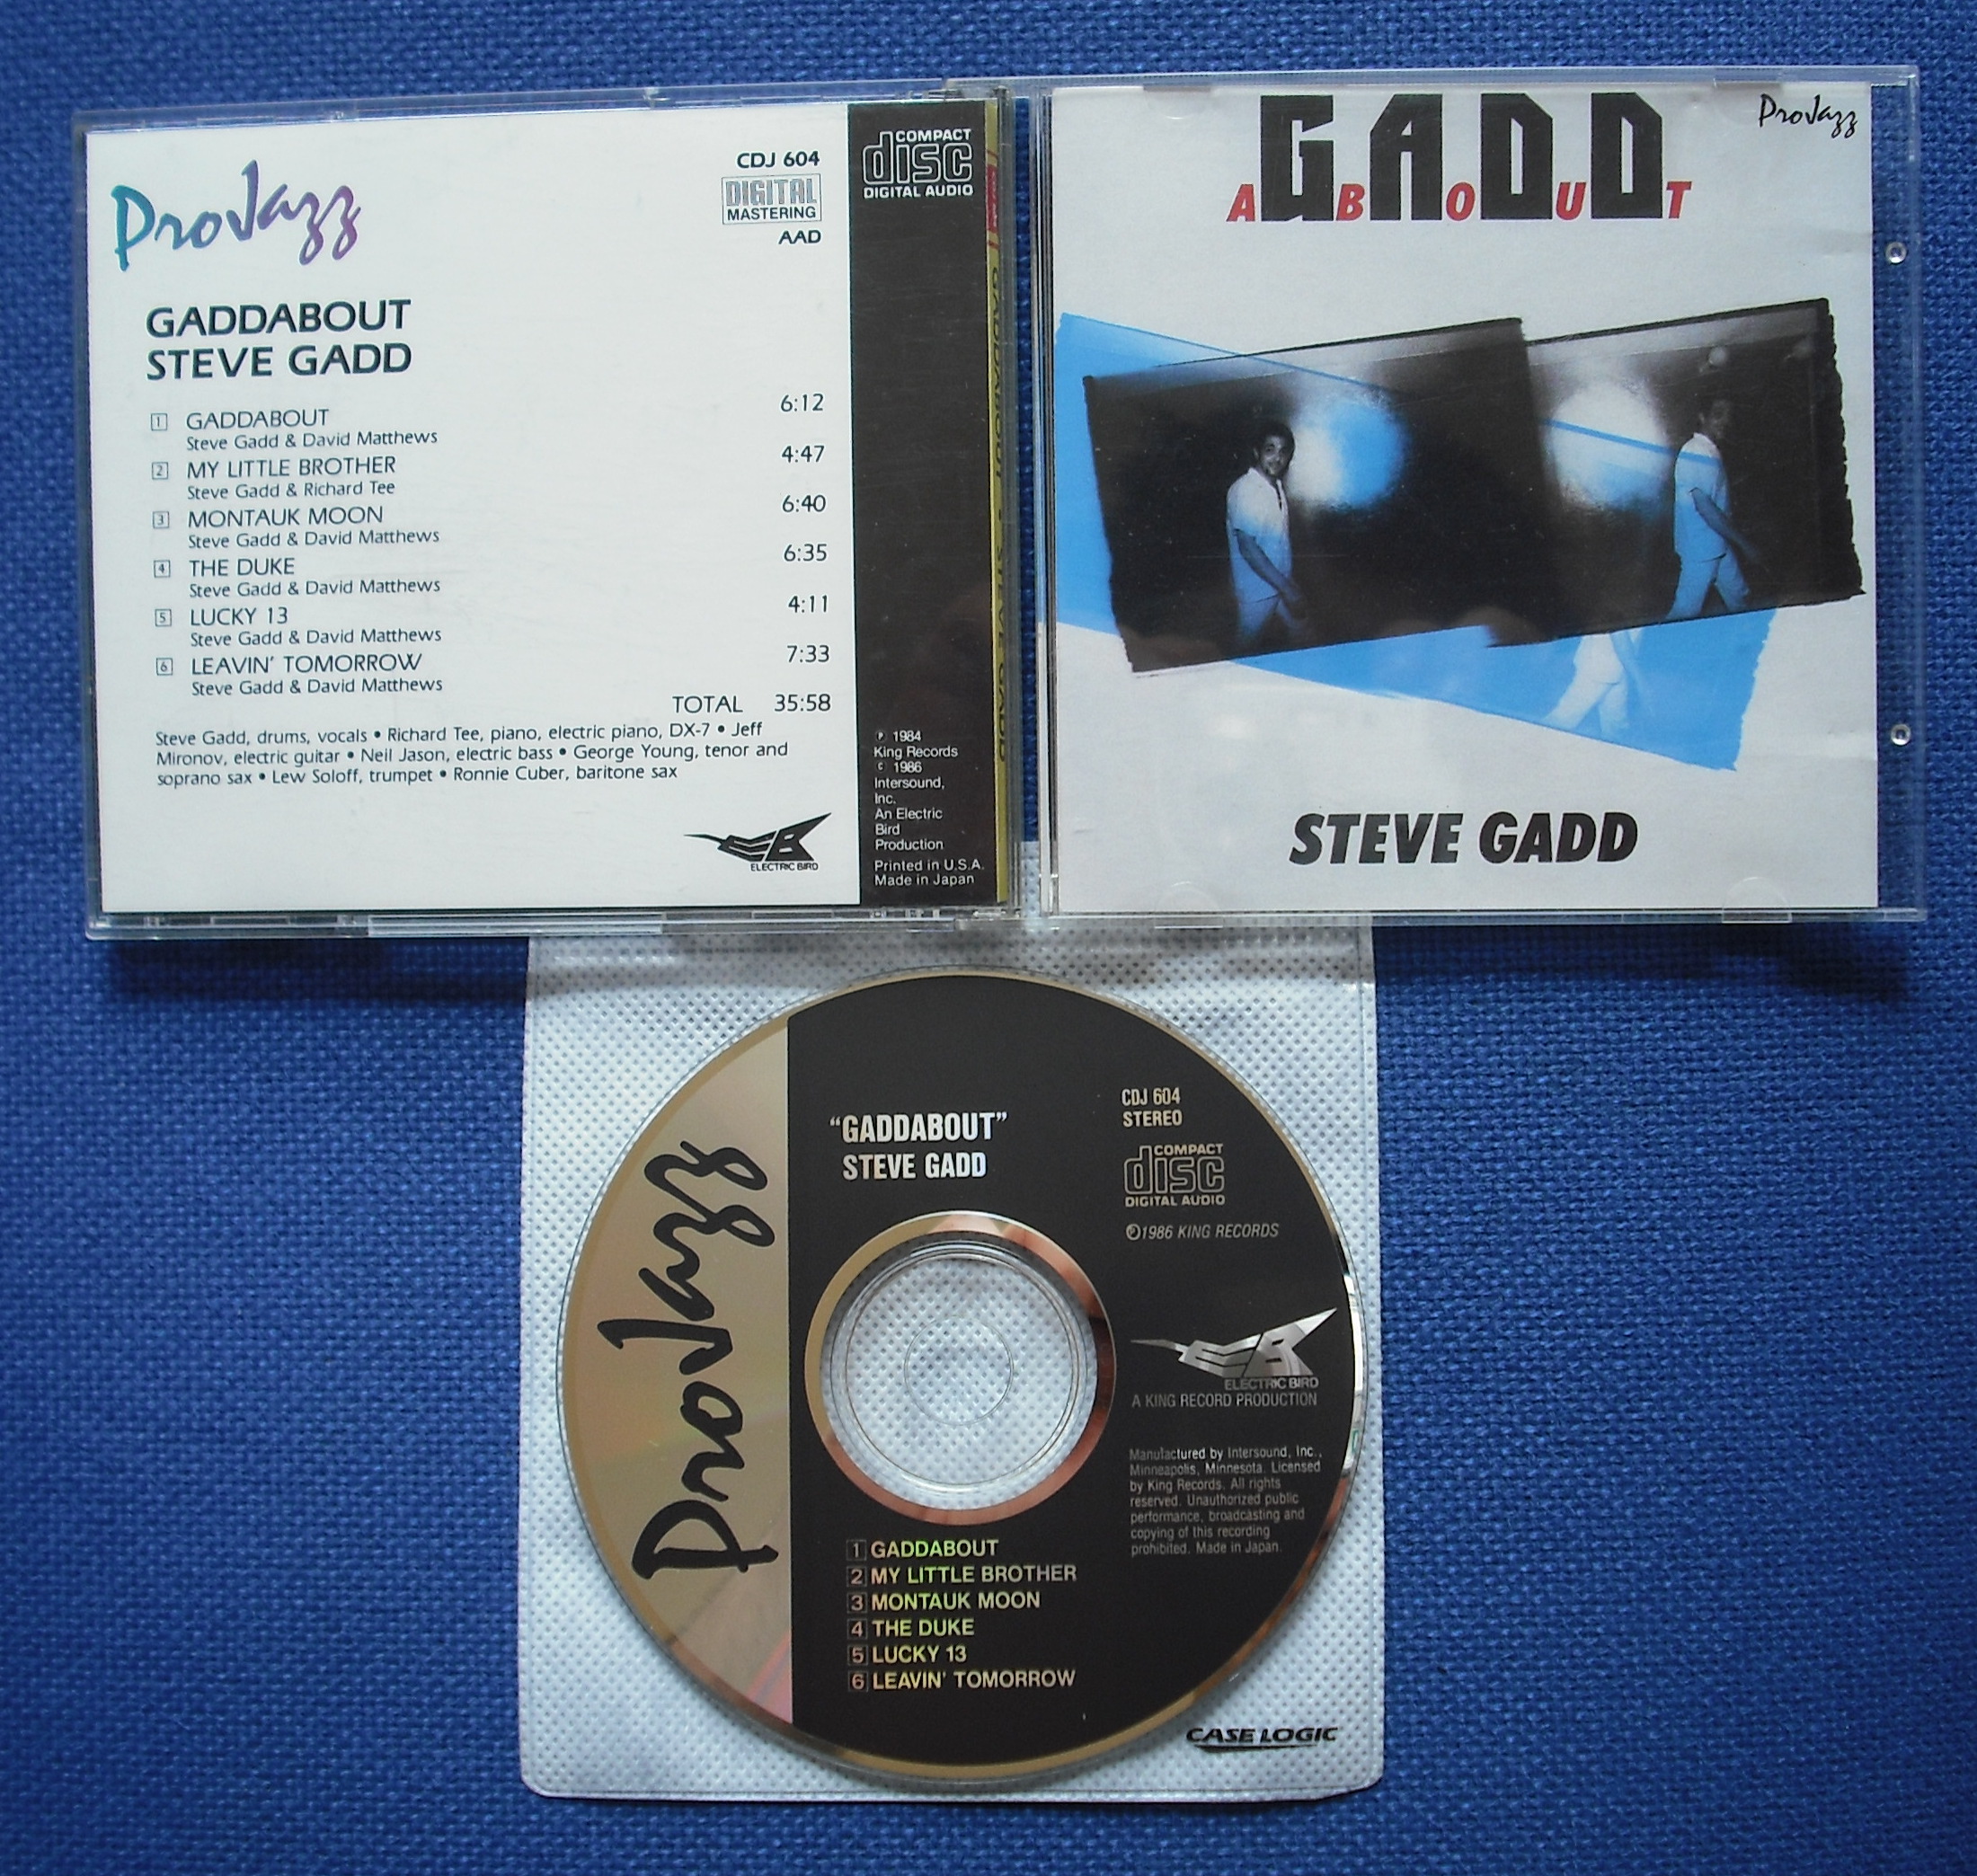 ProJazz
CDJ 604
DIGITAL
MASTERING
AAD
GADDABOUT
STEVE GADD
1 GADDABOUT 6:12
Steve Gadd & David Matthews
2 MY LITTLE BROTHER 4:47
Steve Gadd & Richard Tee
3 MONTAUK MOON 6:40
Steve Gadd & David Matthews
4 THE DUKE 6:35
Steve Gadd & David Matthews
5 LUCKY 13 4:11
Steve Gadd & David Matthews
6 LEAVIN' TOMORROW 7:33
Steve Gadd & David Matthews
TOTAL 35:58
Steve Gadd, drums, vocals • Richard Tee, piano, electric piano, DX-7 • Jeff
Mironov, electric guitar • Neil Jason, electric bass • George Young, tenor and
soprano sax • Lew Soloff, trumpet • Ronnie Cuber, baritone sax
EB
ELECTRIC BIRD
COMPACT
disc
DIGITAL AUDIO
℗ 1984
King Records
© 1986
Intersound,
Inc.
An Electric
Bird
Production
Printed in U.S.A.
Made in Japan
GADDABOUT - STEVE GADD
ProJazz
GADD
ABOUT
STEVE GADD
ProJazz
"GADDABOUT"
STEVE GADD
CDJ 604
STEREO
COMPACT
disc
DIGITAL AUDIO
℗1986 KING RECORDS
EB
ELECTRIC BIRD
A KING RECORD PRODUCTION
Manufactured by Intersound, Inc.,
Minneapolis, Minnesota. Licensed
by King Records. All rights
reserved. Unauthorized public
performance, broadcasting and
copying of this recording
prohibited. Made in Japan.
1 GADDABOUT
2 MY LITTLE BROTHER
3 MONTAUK MOON
4 THE DUKE
5 LUCKY 13
6 LEAVIN' TOMORROW
CASE LOGIC